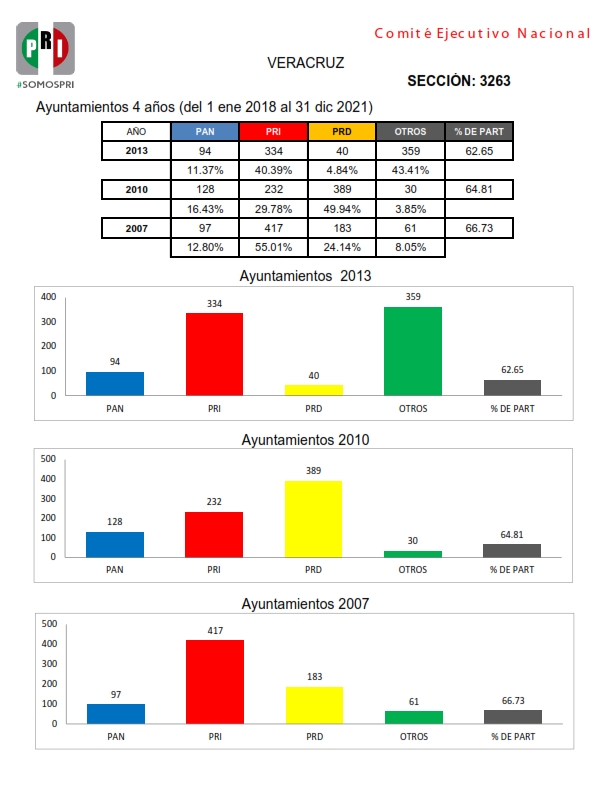 Comité Ejecutivo Nacional
PRI
#SOMOSPRI
VERACRUZ
SECCIÓN: 3263
Ayuntamientos 4 años (del 1 ene 2018 al 31 dic 2021)
AÑO PAN PRI PRD OTROS % DE PART
2013 94 334 40 359 62.65
11.37% 40.39% 4.84% 43.41%
2010 128 232 389 30 64.81
16.43% 29.78% 49.94% 3.85%
2007 97 417 183 61 66.73
12.80% 55.01% 24.14% 8.05%
Ayuntamientos 2013
400
300
200
100
0
94 334 40 359 62.65
PAN PRI PRD OTROS % DE PART
Ayuntamientos 2010
500
400
300
200
100
0
128 232 389 30 64.81
PAN PRI PRD OTROS % DE PART
Ayuntamientos 2007
500
400
300
200
100
0
97 417 183 61 66.73
PAN PRI PRD OTROS % DE PART